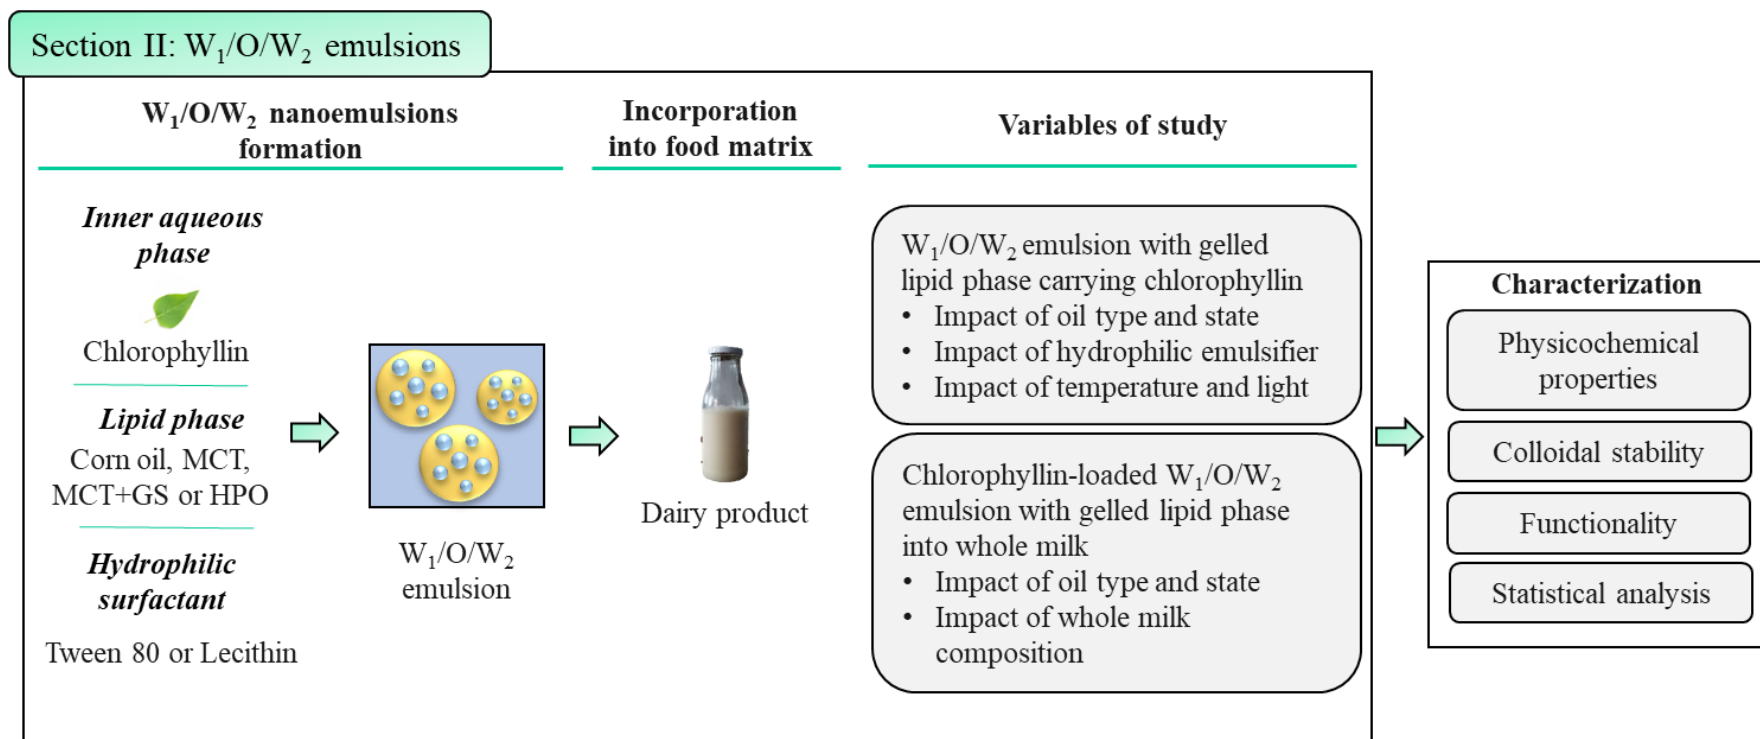 Section II: W₁/O/W₂ emulsions
W₁/O/W₂ nanoemulsions
formation
Inner aqueous
phase
Chlorophyllin
Lipid phase
Corn oil, MCT,
MCT+GS or HPO
Hydrophilic
surfactant
Tween 80 or Lecithin
W₁/O/W₂
emulsion
Incorporation
into food matrix
Dairy product
Variables of study
W₁/O/W₂ emulsion with gelled
lipid phase carrying chlorophyllin
• Impact of oil type and state
• Impact of hydrophilic emulsifier
• Impact of temperature and light
Chlorophyllin-loaded W₁/O/W₂
emulsion with gelled lipid phase
into whole milk
• Impact of oil type and state
• Impact of whole milk
composition
Characterization
Physicochemical
properties
Colloidal stability
Functionality
Statistical analysis